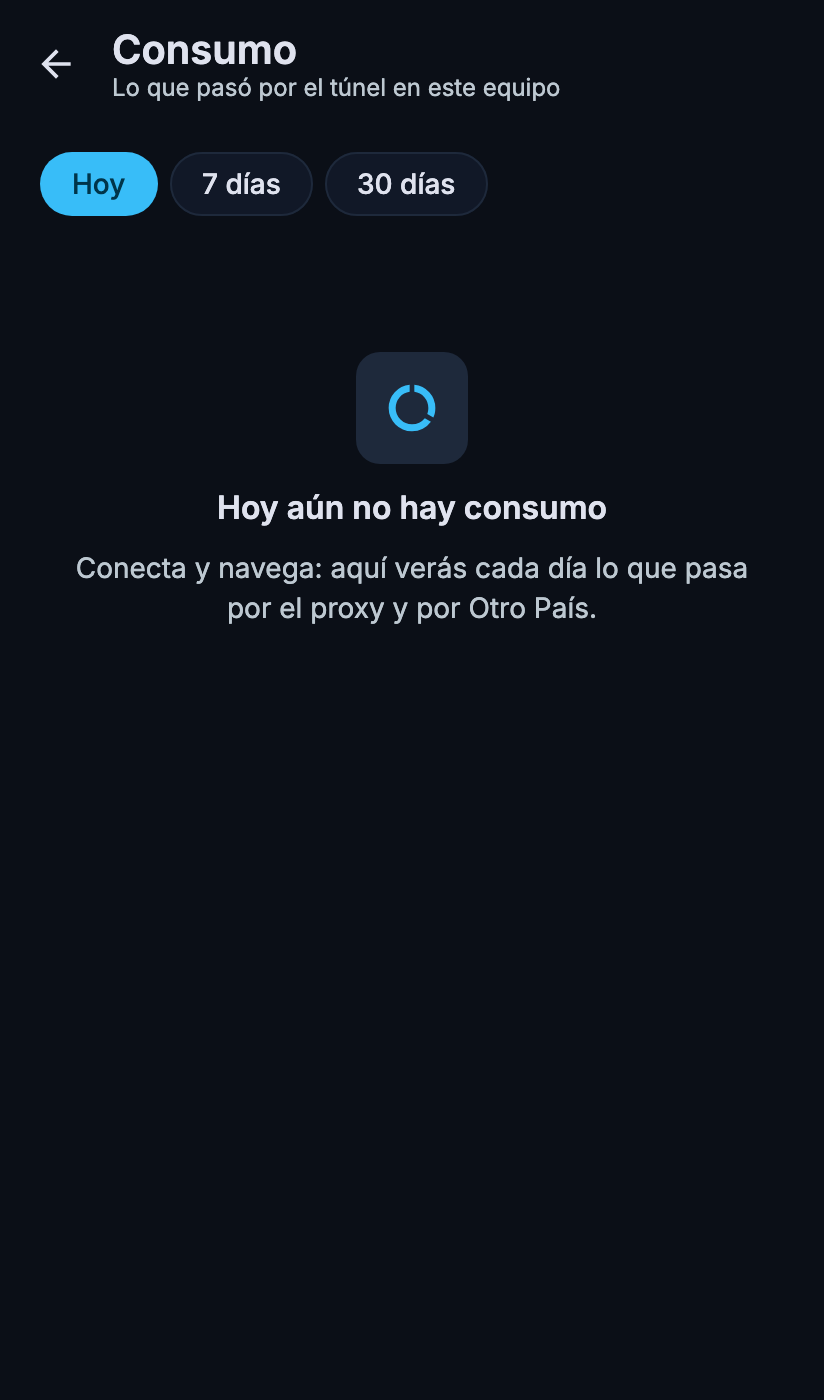 Consumo
Lo que pasó por el túnel en este equipo
Hoy
7 días
30 días
Hoy aún no hay consumo
Conecta y navega: aquí verás cada día lo que pasa
por el proxy y por Otro País.